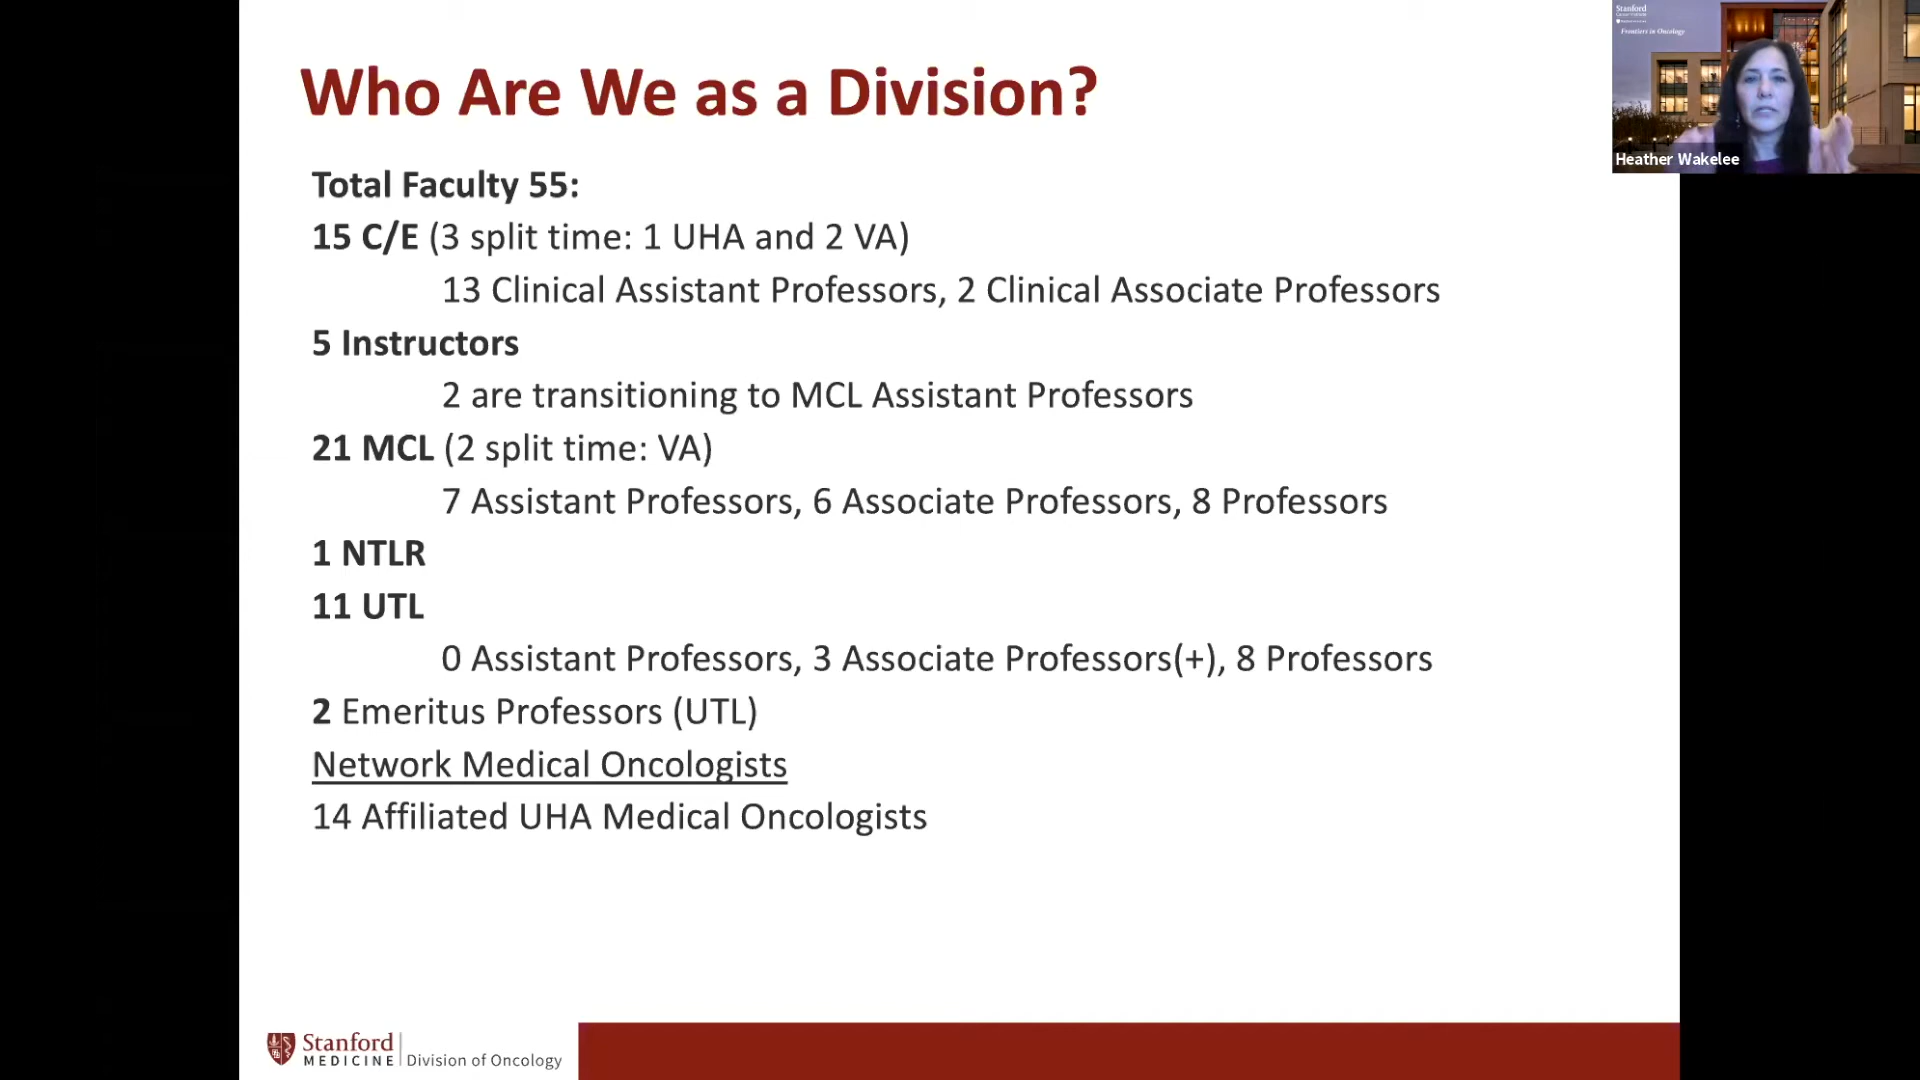 Who Are We as a Division?
Total Faculty 55:
15 C/E (3 split time: 1 UHA and 2 VA)
13 Clinical Assistant Professors, 2 Clinical Associate Professors
5 Instructors
2 are transitioning to MCL Assistant Professors
21 MCL (2 split time: VA)
7 Assistant Professors, 6 Associate Professors, 8 Professors
1 NTLR
11 UTL
0 Assistant Professors, 3 Associate Professors(+), 8 Professors
2 Emeritus Professors (UTL)
Network Medical Oncologists
14 Affiliated UHA Medical Oncologists
Stanford
MEDICINE
Division of Oncology
Stanford
Frontiers in Oncology
Heather Wakelee